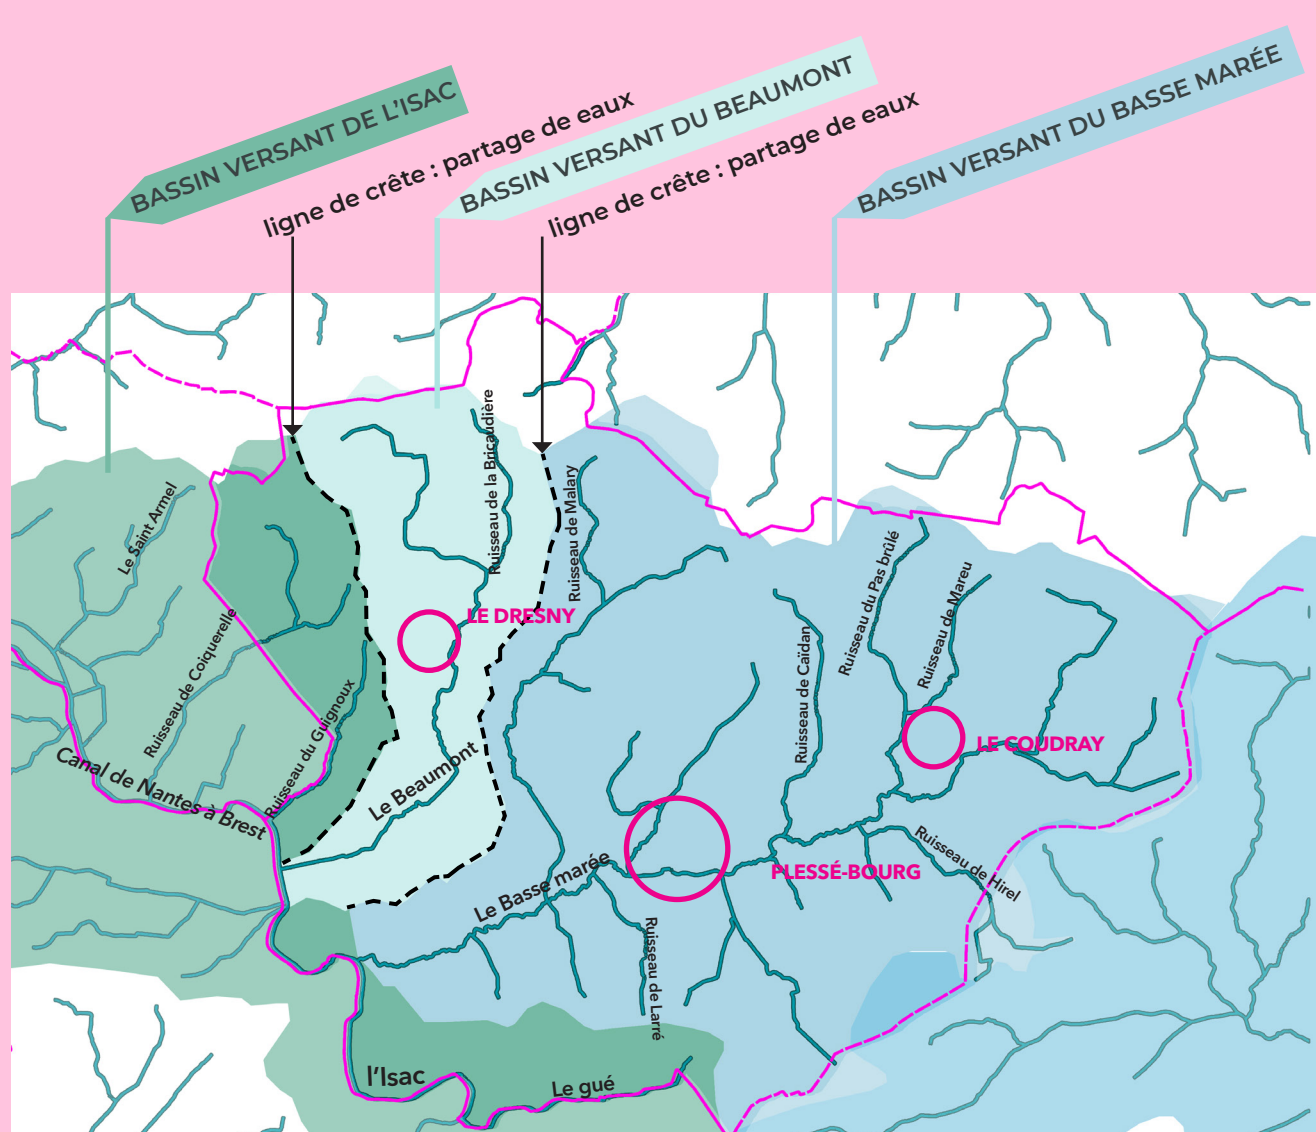 BASSIN VERSANT DE L'ISAC
ligne de crête : partage de eaux
BASSIN VERSANT DU BEAUMONT
ligne de crête : partage de eaux
BASSIN VERSANT DU BASSE MARÉE
Ruisseau de la Bricaudière
Ruisseau de Malary
Le Saint Armel
Ruisseau du Pas brûlé
Ruisseau de Mareu
LE DRESNY
Ruisseau de Coiquerelle
Ruisseau de Caïdan
Ruisseau du Guignoux
LE COUDRAY
Canal de Nantes à Brest
Le Beaumont
Ruisseau de Hirel
PLESSÉ-BOURG
Le Basse marée
Ruisseau de Larré
l'Isac
Le gué